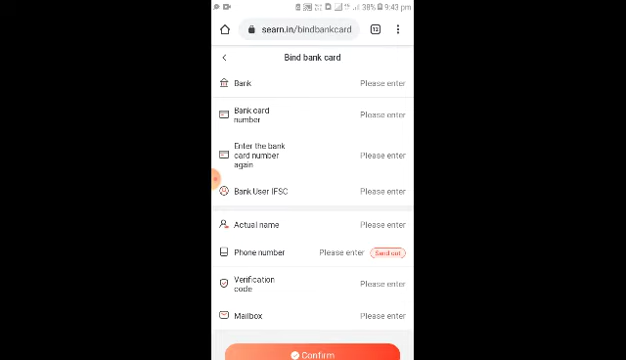 38% 9:43 pm
searn.in/bindbankcard
13
Bind bank card
Bank Please enter
Bank card
number Please enter
Enter the bank
card number
again Please enter
Bank User IFSC Please enter
Actual name Please enter
Phone number Please enter Send out
Verification
code Please enter
Mailbox Please enter
Confirm